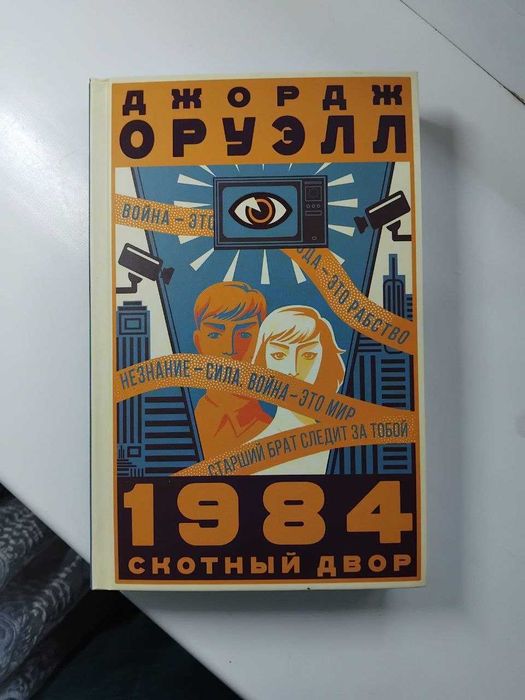 ДЖОРДЖ
ОРУЭЛЛ
ВОЙНА – ЭТО
ОДА – ЭТО РАБСТВО
НЕЗНАНИЕ – СИЛА. ВОЙНА – ЭТО МИР
СТАРШИЙ БРАТ СЛЕДИТ ЗА ТОБОЙ
1984
СКОТНЫЙ ДВОР